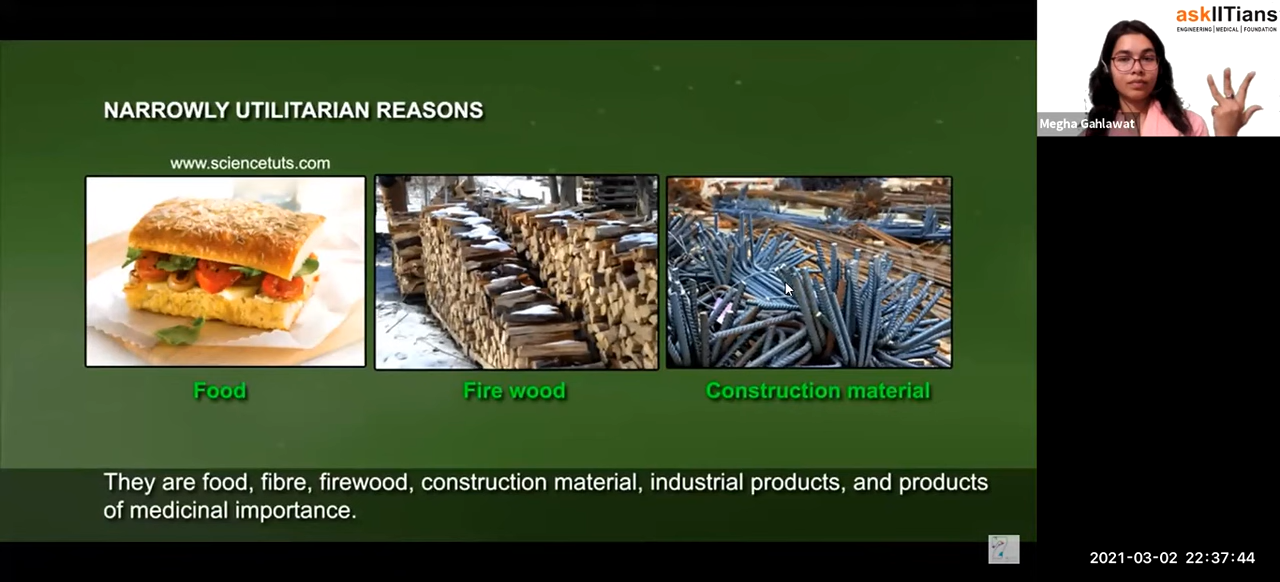 askIITians
ENGINEERING | MEDICAL | FOUNDATION
Megha Gahlawat
NARROWLY UTILITARIAN REASONS
www.sciencetuts.com
Food
Fire wood
Construction material
They are food, fibre, firewood, construction material, industrial products, and products
of medicinal importance.
2021-03-02 22:37:44